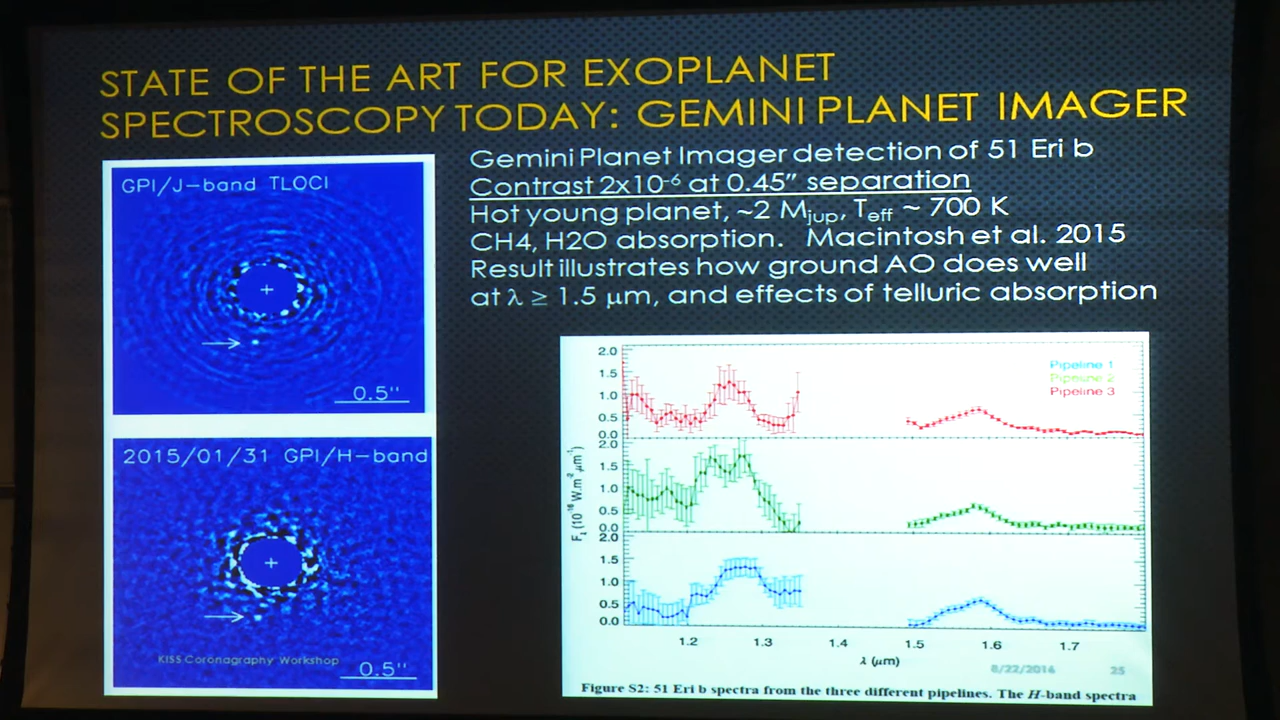 STATE OF THE ART FOR EXOPLANET
SPECTROSCOPY TODAY: GEMINI PLANET IMAGER
GPI/J-band TLOCI
0.5"
2015/01/31 GPI/H-band
KISS Coronagraphy Workshop
0.5"
Gemini Planet Imager detection of 51 Eri b
Contrast 2x10⁻⁶ at 0.45" separation
Hot young planet, ~2 Mjup, Teff ~ 700 K
CH4, H2O absorption. Macintosh et al. 2015
Result illustrates how ground AO does well
at λ ≥ 1.5 μm, and effects of telluric absorption
2.0
1.5
1.0
0.5
0.0
Pipeline 1
Pipeline 2
Pipeline 3
2.0
1.5
1.0
0.5
0.0
2.0
1.5
1.0
0.5
0.0
Fλ (10⁻¹⁶ W.m⁻².μm⁻¹)
1.2 1.3 1.4 1.5 1.6 1.7
λ (μm)
8/22/2016 25
Figure S2: 51 Eri b spectra from the three different pipelines. The H-band spectra